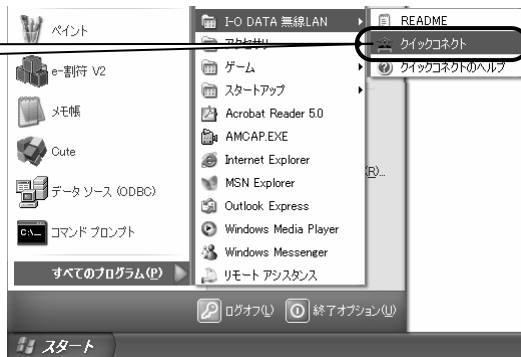 ペイント
e-割符 V2
メモ帳
Cute
データ ソース (ODBC)
C:\_
コマンド プロンプト
すべてのプログラム(P)
I-O DATA 無線LAN
アクセサリ
ゲーム
スタートアップ
Acrobat Reader 5.0
AMCAP.EXE
Internet Explorer
MSN Explorer
Outlook Express
Windows Media Player
Windows Messenger
リモート アシスタンス
README
クイックコネクト
クイックコネクトのヘルプ
(R)...
ログオフ(L)
終了オプション(U)
スタート